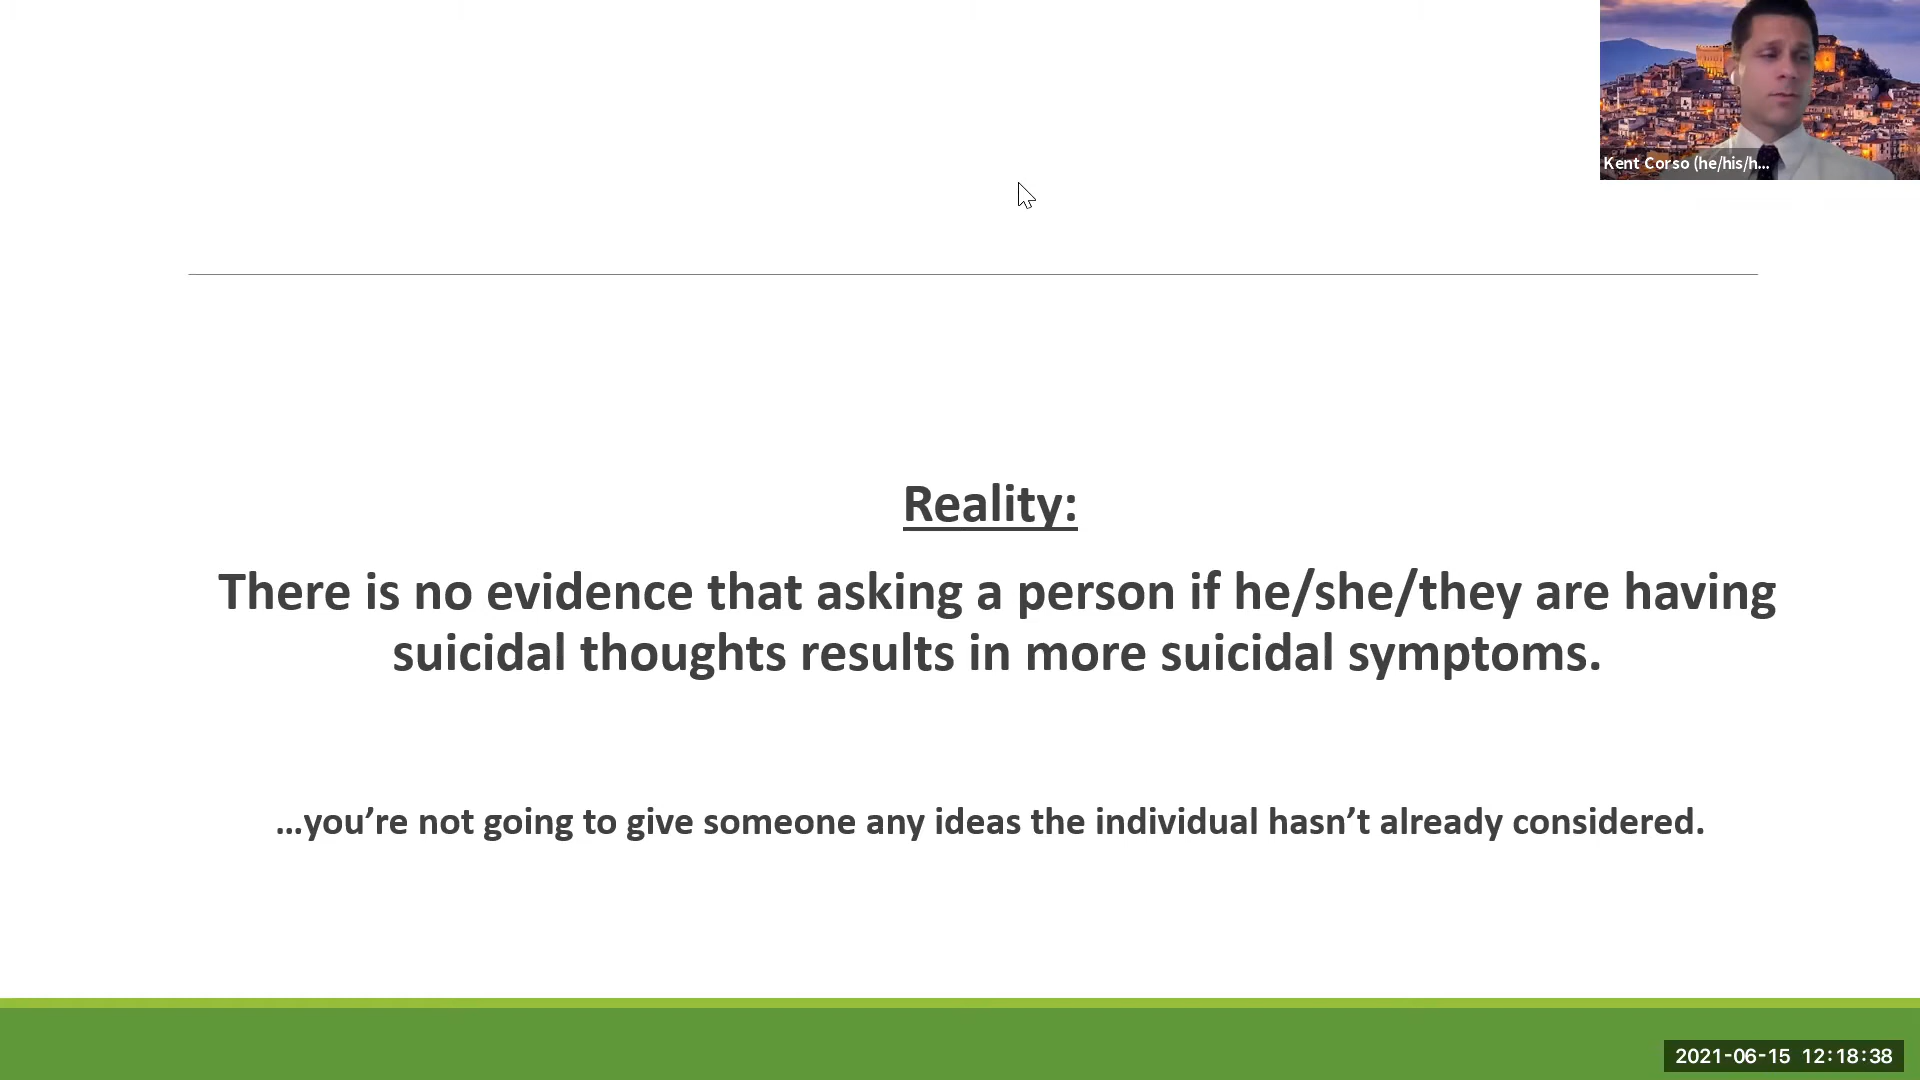 Kent Corso (he/his/h...
Reality:
There is no evidence that asking a person if he/she/they are having
suicidal thoughts results in more suicidal symptoms.
…you’re not going to give someone any ideas the individual hasn’t already considered.
2021-06-15 12:18:38